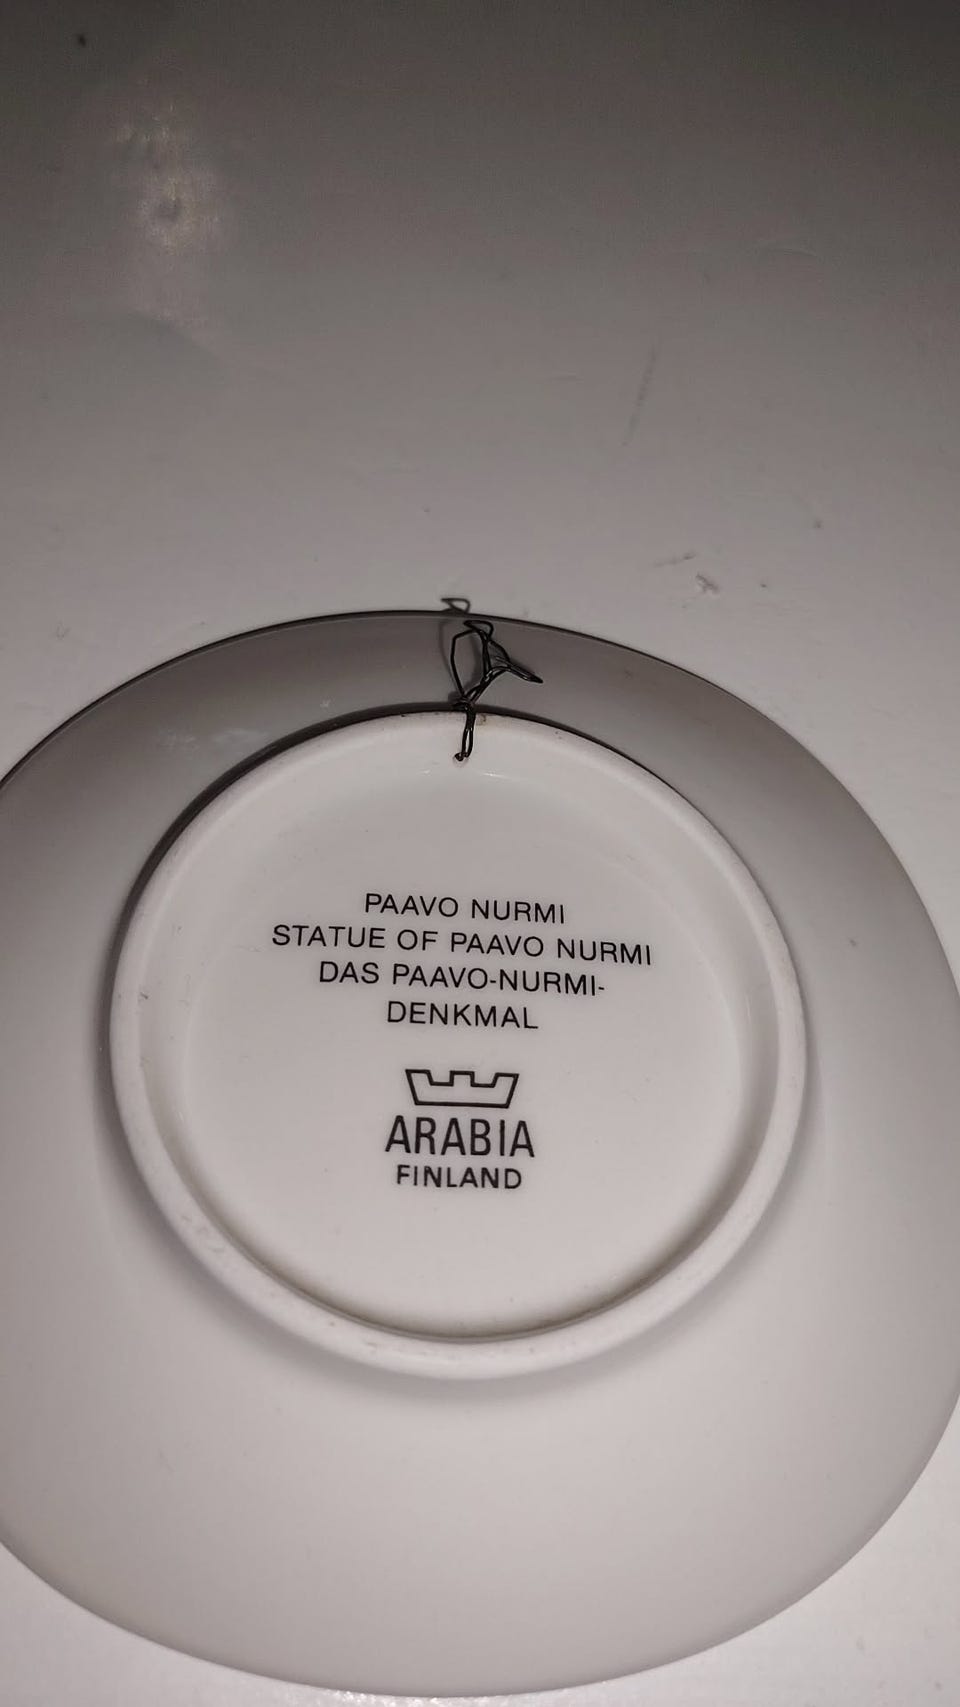 PAAVO NURMI
STATUE OF PAAVO NURMI
DAS PAAVO-NURMI-
DENKMAL
ARABIA
FINLAND